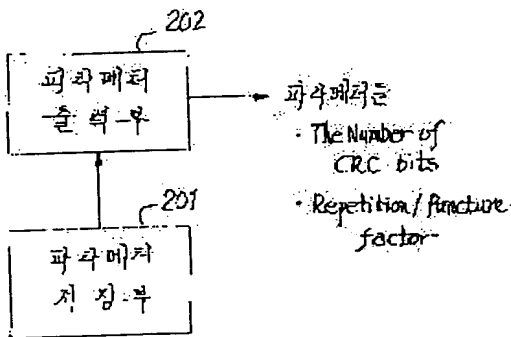 202
파라메터
출력부
파라메터들
· The Number of
CRC bits
· Repetition/puncture
factor
201
파라메터
저장부